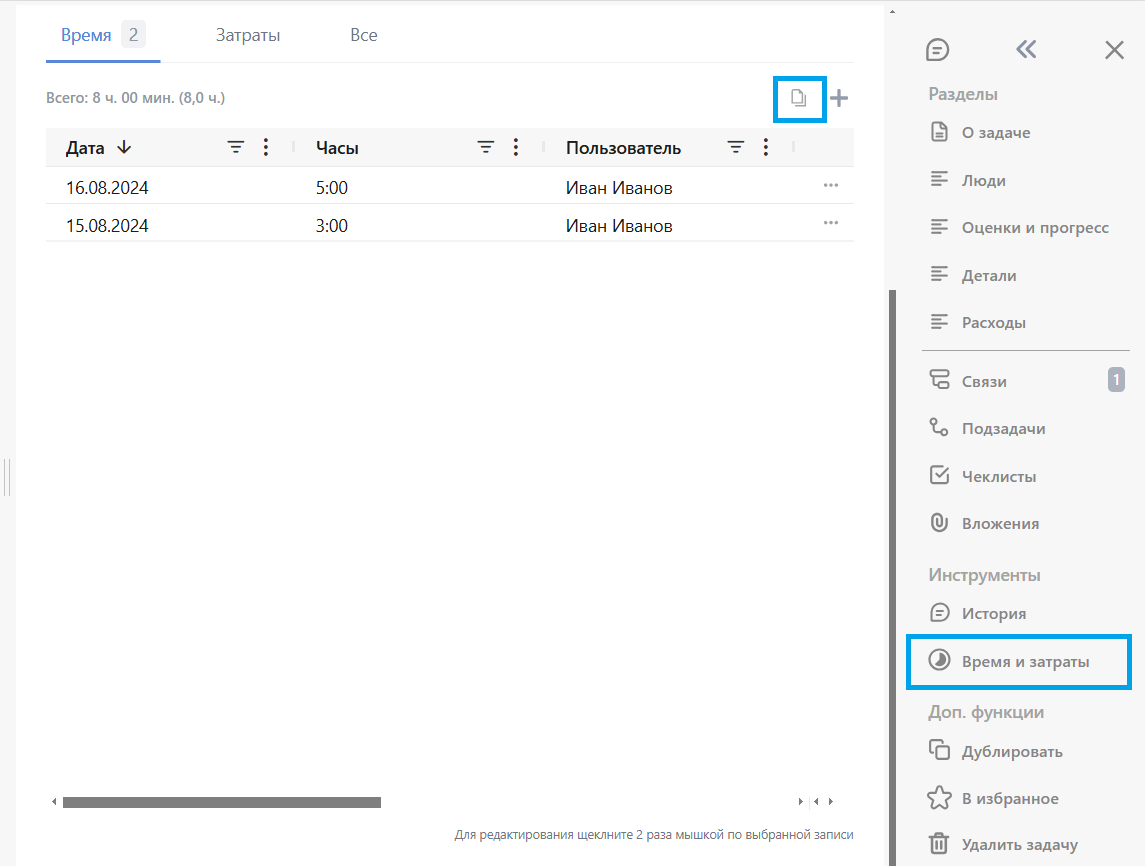 Время 2 Затраты Все
Всего: 8 ч. 00 мин. (8,0 ч.)
Дата Часы Пользователь
16.08.2024 5:00 Иван Иванов
15.08.2024 3:00 Иван Иванов
Для редактирования щеклните 2 раза мышкой по выбранной записи
Разделы
О задаче
Люди
Оценки и прогресс
Детали
Расходы
Связи 1
Подзадачи
Чеклисты
Вложения
Инструменты
История
Время и затраты
Доп. функции
Дублировать
В избранное
Удалить задачу